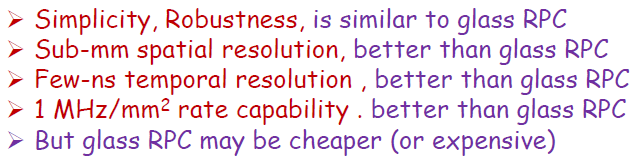 ➢ Simplicity, Robustness, is similar to glass RPC
➢ Sub-mm spatial resolution, better than glass RPC
➢ Few-ns temporal resolution , better than glass RPC
➢ 1 MHz/mm² rate capability . better than glass RPC
➢ But glass RPC may be cheaper (or expensive)